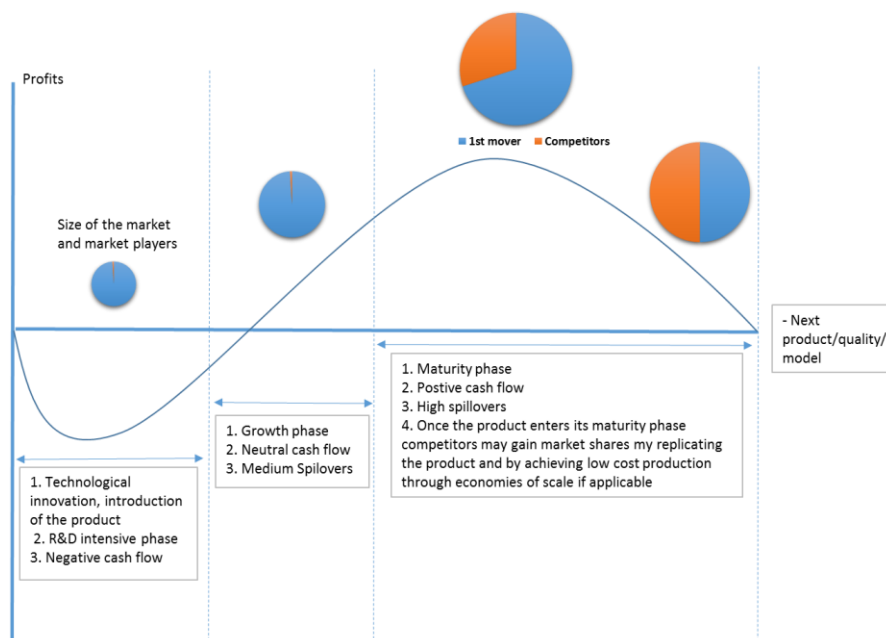 Profits
1st mover
Competitors
Size of the market
and market players
- Next
product/quality/
model
1. Maturity phase
2. Postive cash flow
3. High spillovers
4. Once the product enters its maturity phase
competitors may gain market shares my replicating
the product and by achieving low cost production
through economies of scale if applicable
1. Growth phase
2. Neutral cash flow
3. Medium Spilovers
1. Technological
innovation, introduction
of the product
2. R&D intensive phase
3. Negative cash flow